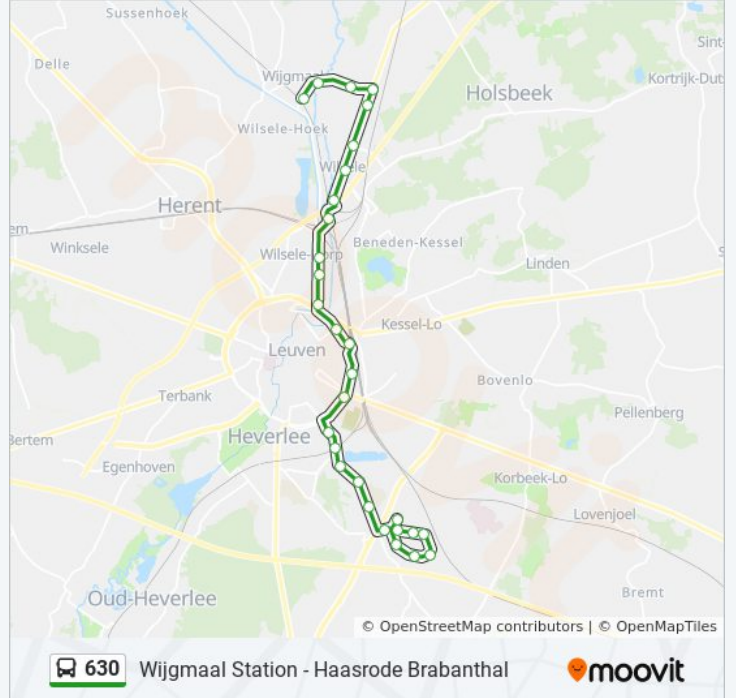 Sussenhoek
Sint-
Delle
Wijgmaal
Kortrijk-Dut
Holsbeek
Wilsele-Hoek
Wilsele
Herent
em
Winksele
Beneden-Kessel
Wilsele-Dorp
Linden
S
Kessel-Lo
Leuven
Bovenlo
Terbank
Pellenberg
Bertem
Heverlee
Egenhoven
Korbeek-Lo
Lovenjoel
Bremt
Oud-Heverlee
© OpenStreetMap contributors | © OpenMapTiles
630 Wijgmaal Station - Haasrode Brabanthal moovit